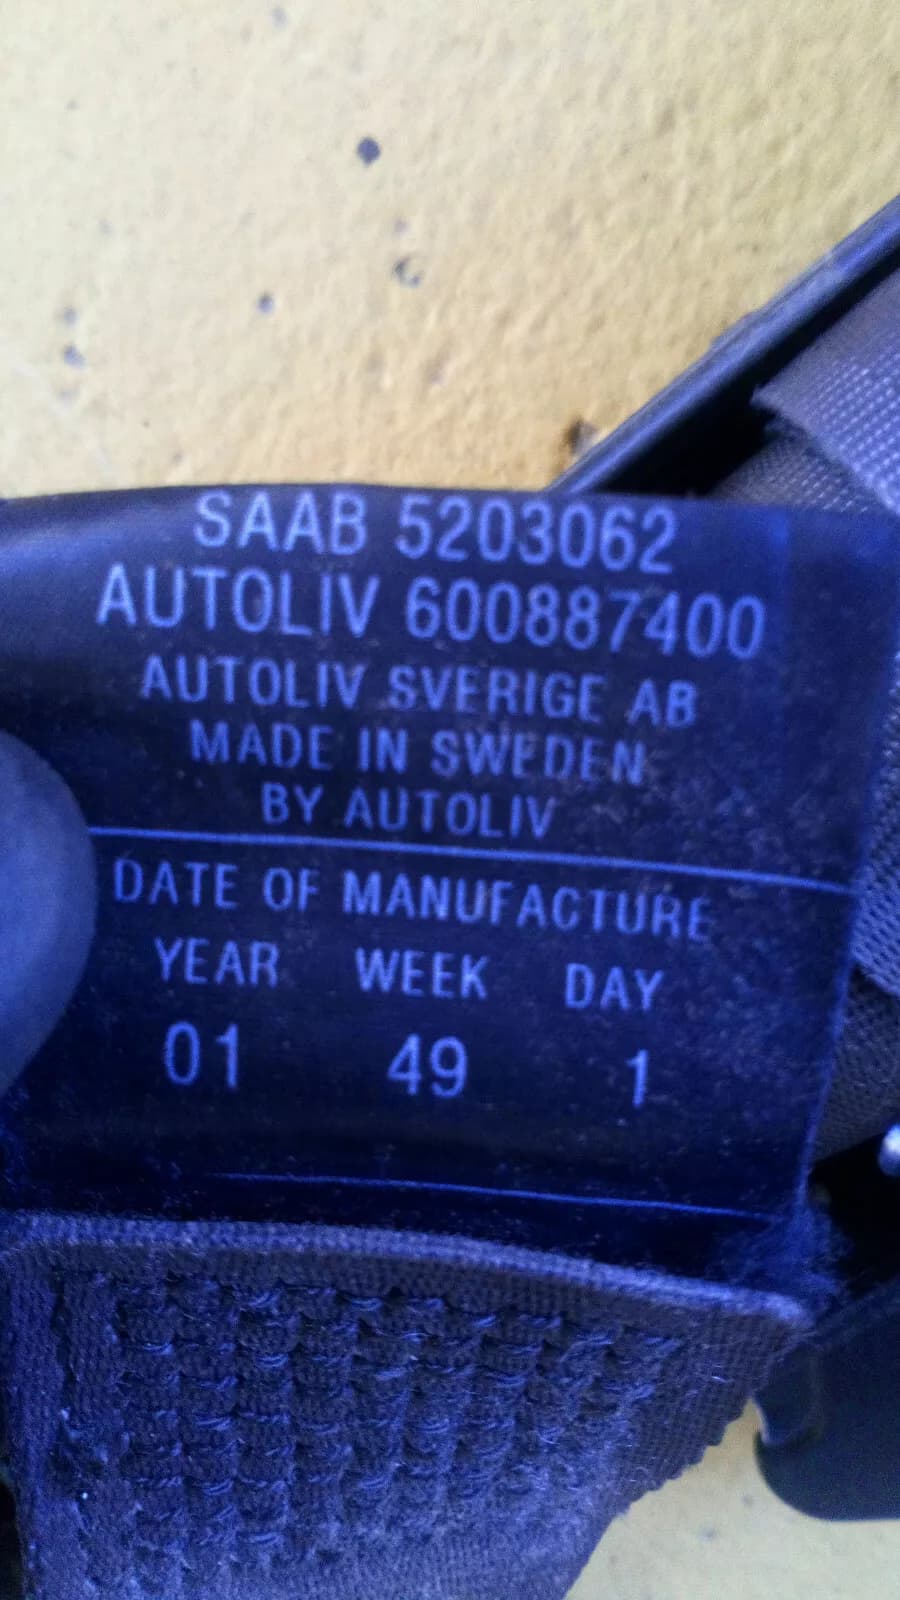 SAAB 5203062
AUTOLIV 600887400
AUTOLIV SVERIGE AB
MADE IN SWEDEN
BY AUTOLIV
DATE OF MANUFACTURE
YEAR WEEK DAY
01 49 1